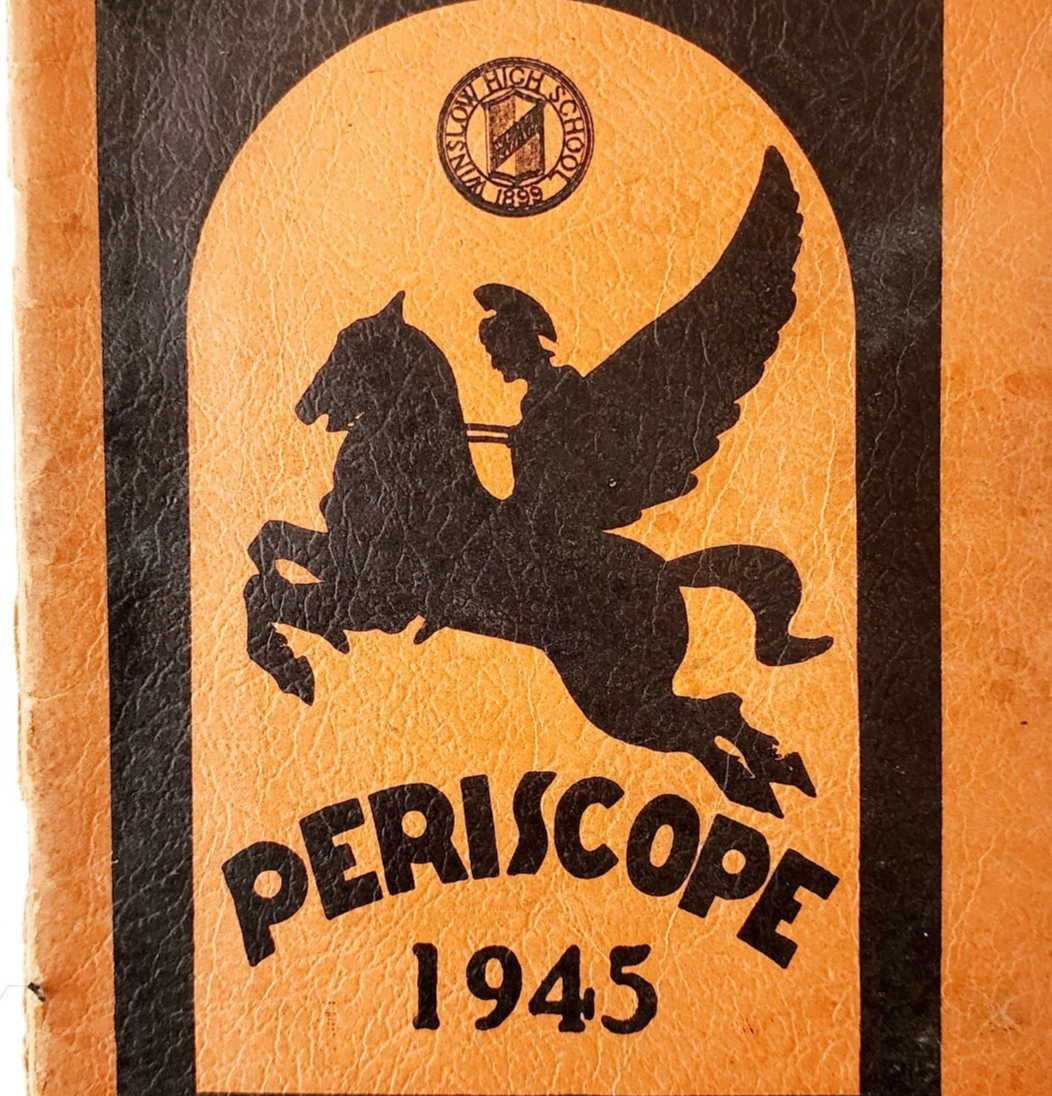 WINSLOW HIGH SCHOOL
1899
PERISCOPE
1945